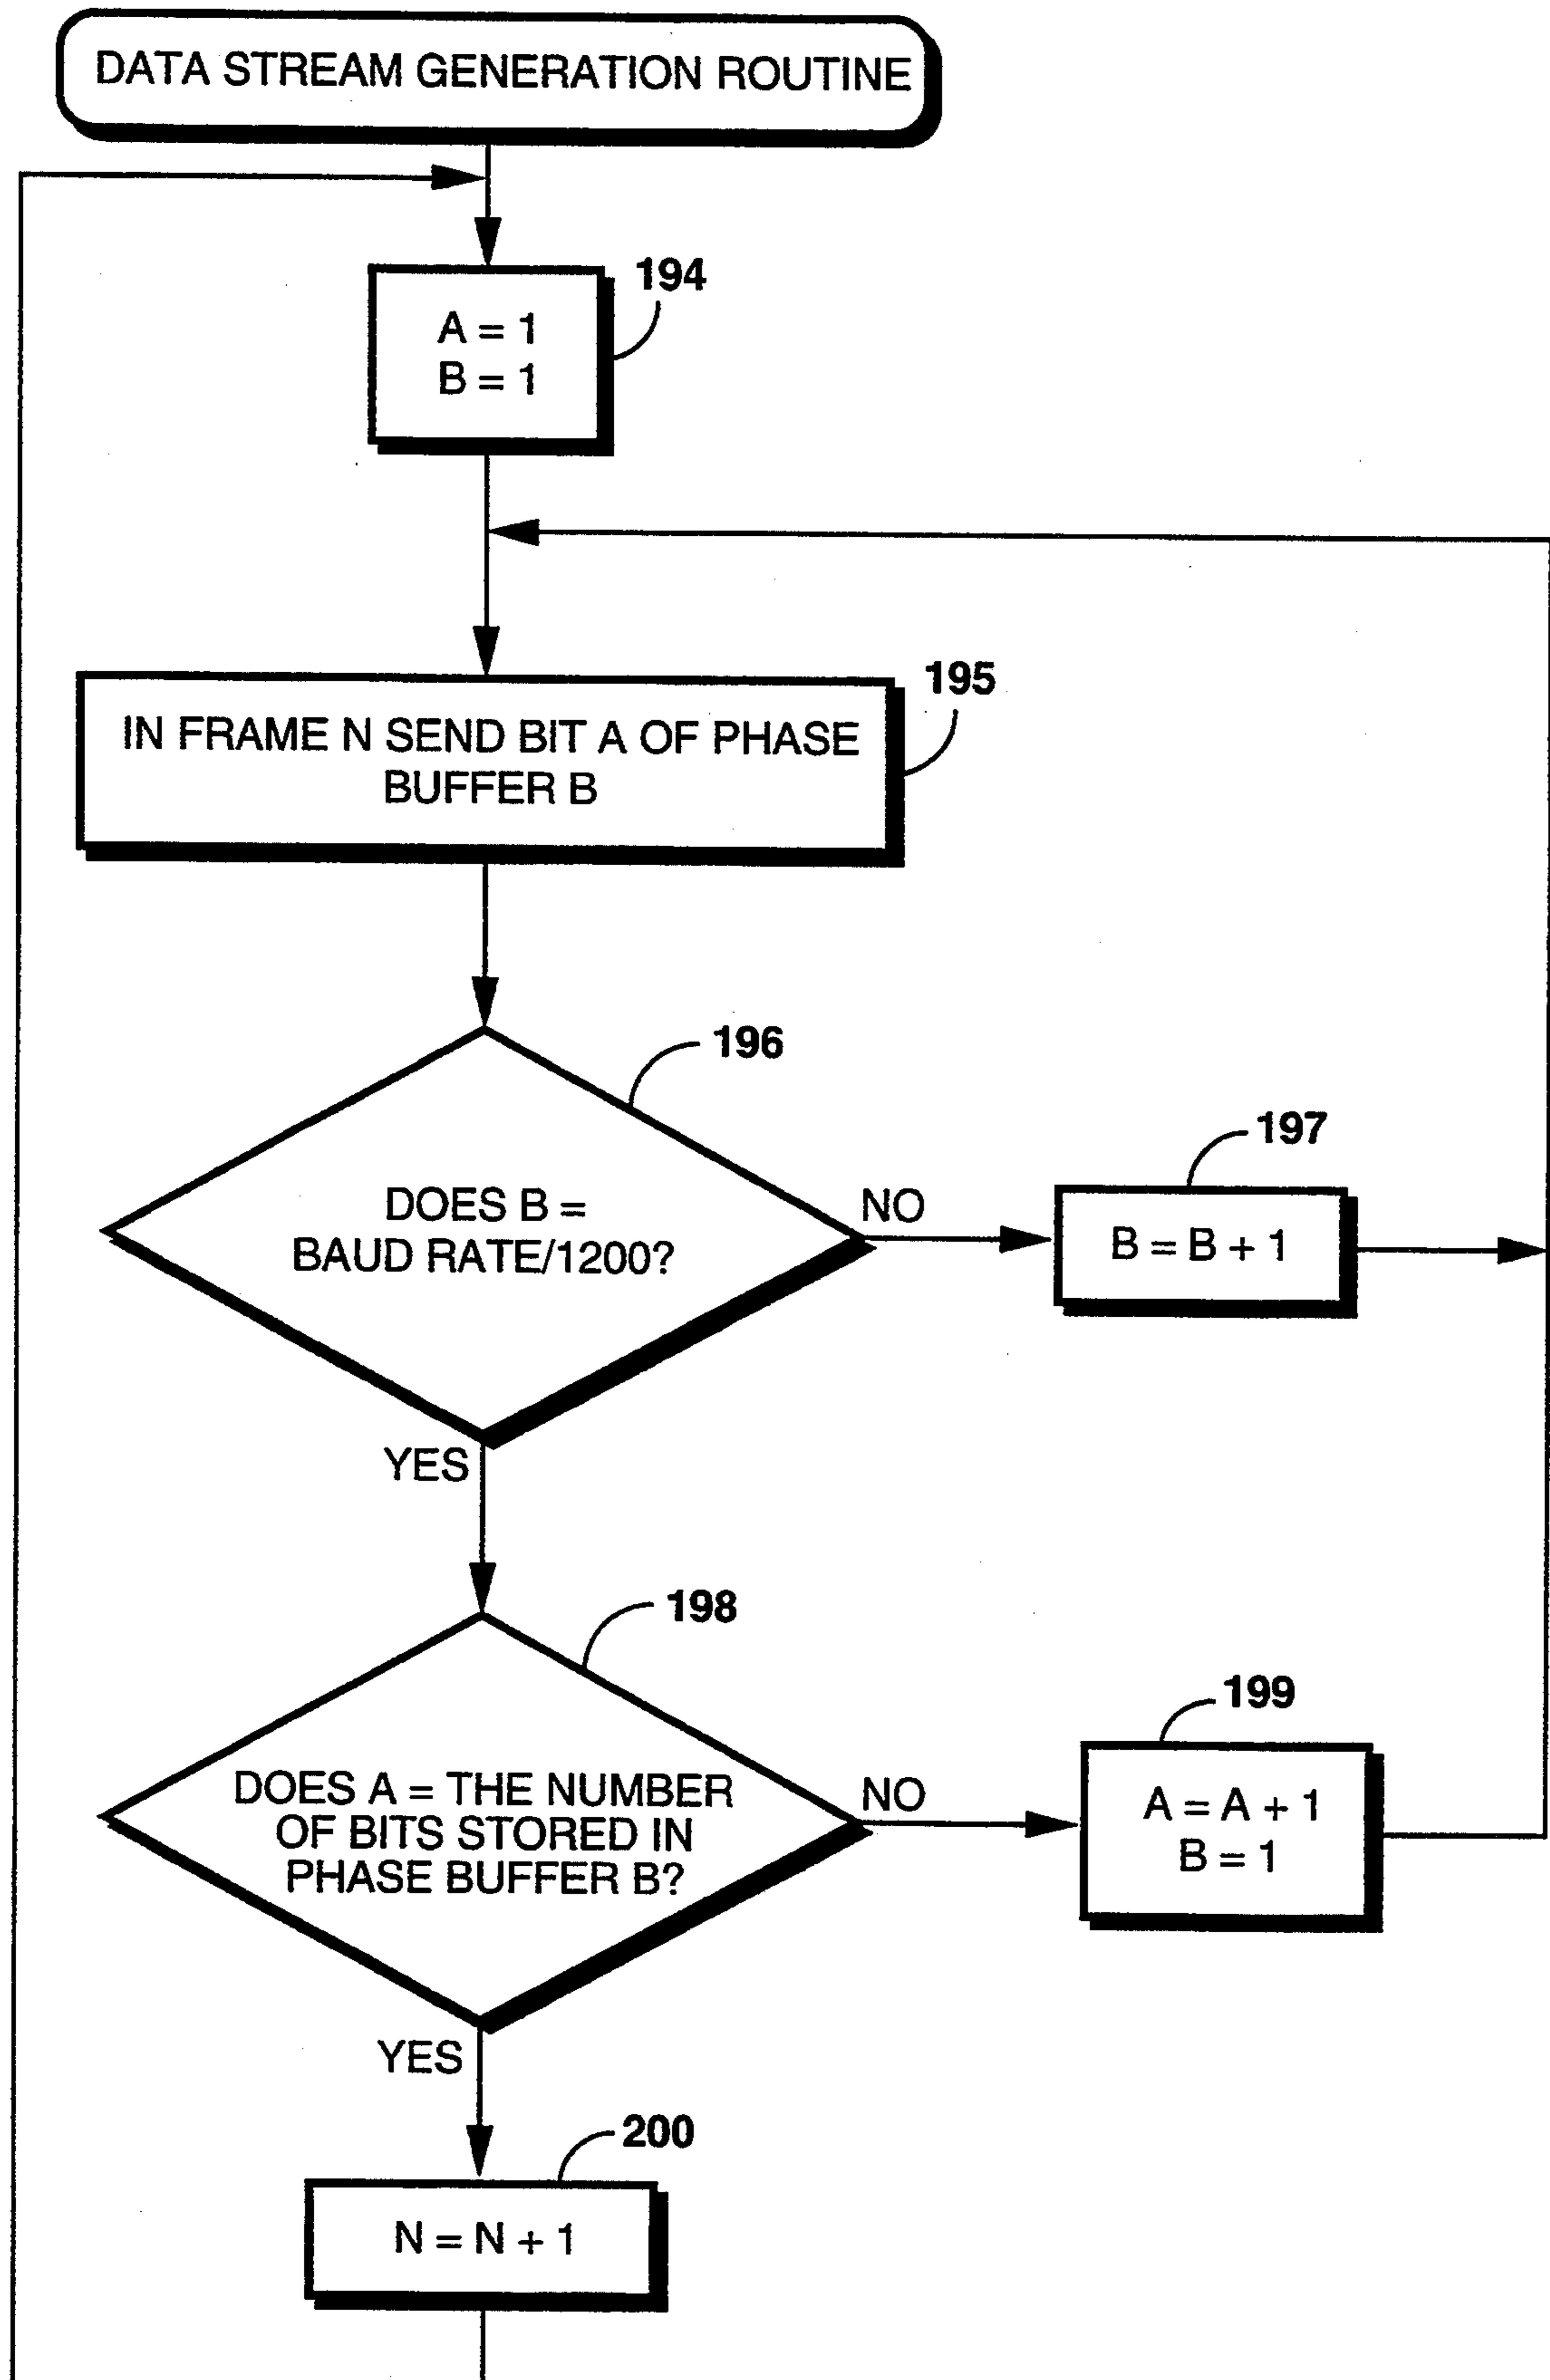 DATA STREAM GENERATION ROUTINE
194
A = 1
B = 1
195
IN FRAME N SEND BIT A OF PHASE
BUFFER B
196
DOES B =
BAUD RATE/1200?
NO
197
B = B + 1
YES
198
DOES A = THE NUMBER
OF BITS STORED IN
PHASE BUFFER B?
NO
199
A = A + 1
B = 1
YES
200
N = N + 1